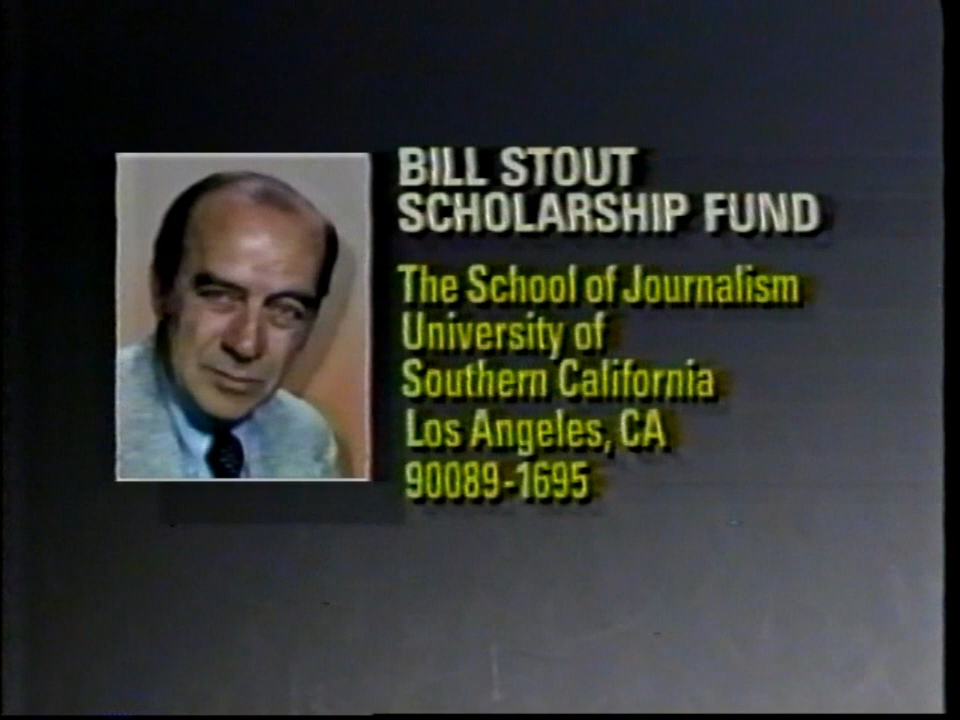 BILL STOUT
SCHOLARSHIP FUND
The School of Journalism
University of
Southern California
Los Angeles, CA
90089-1695